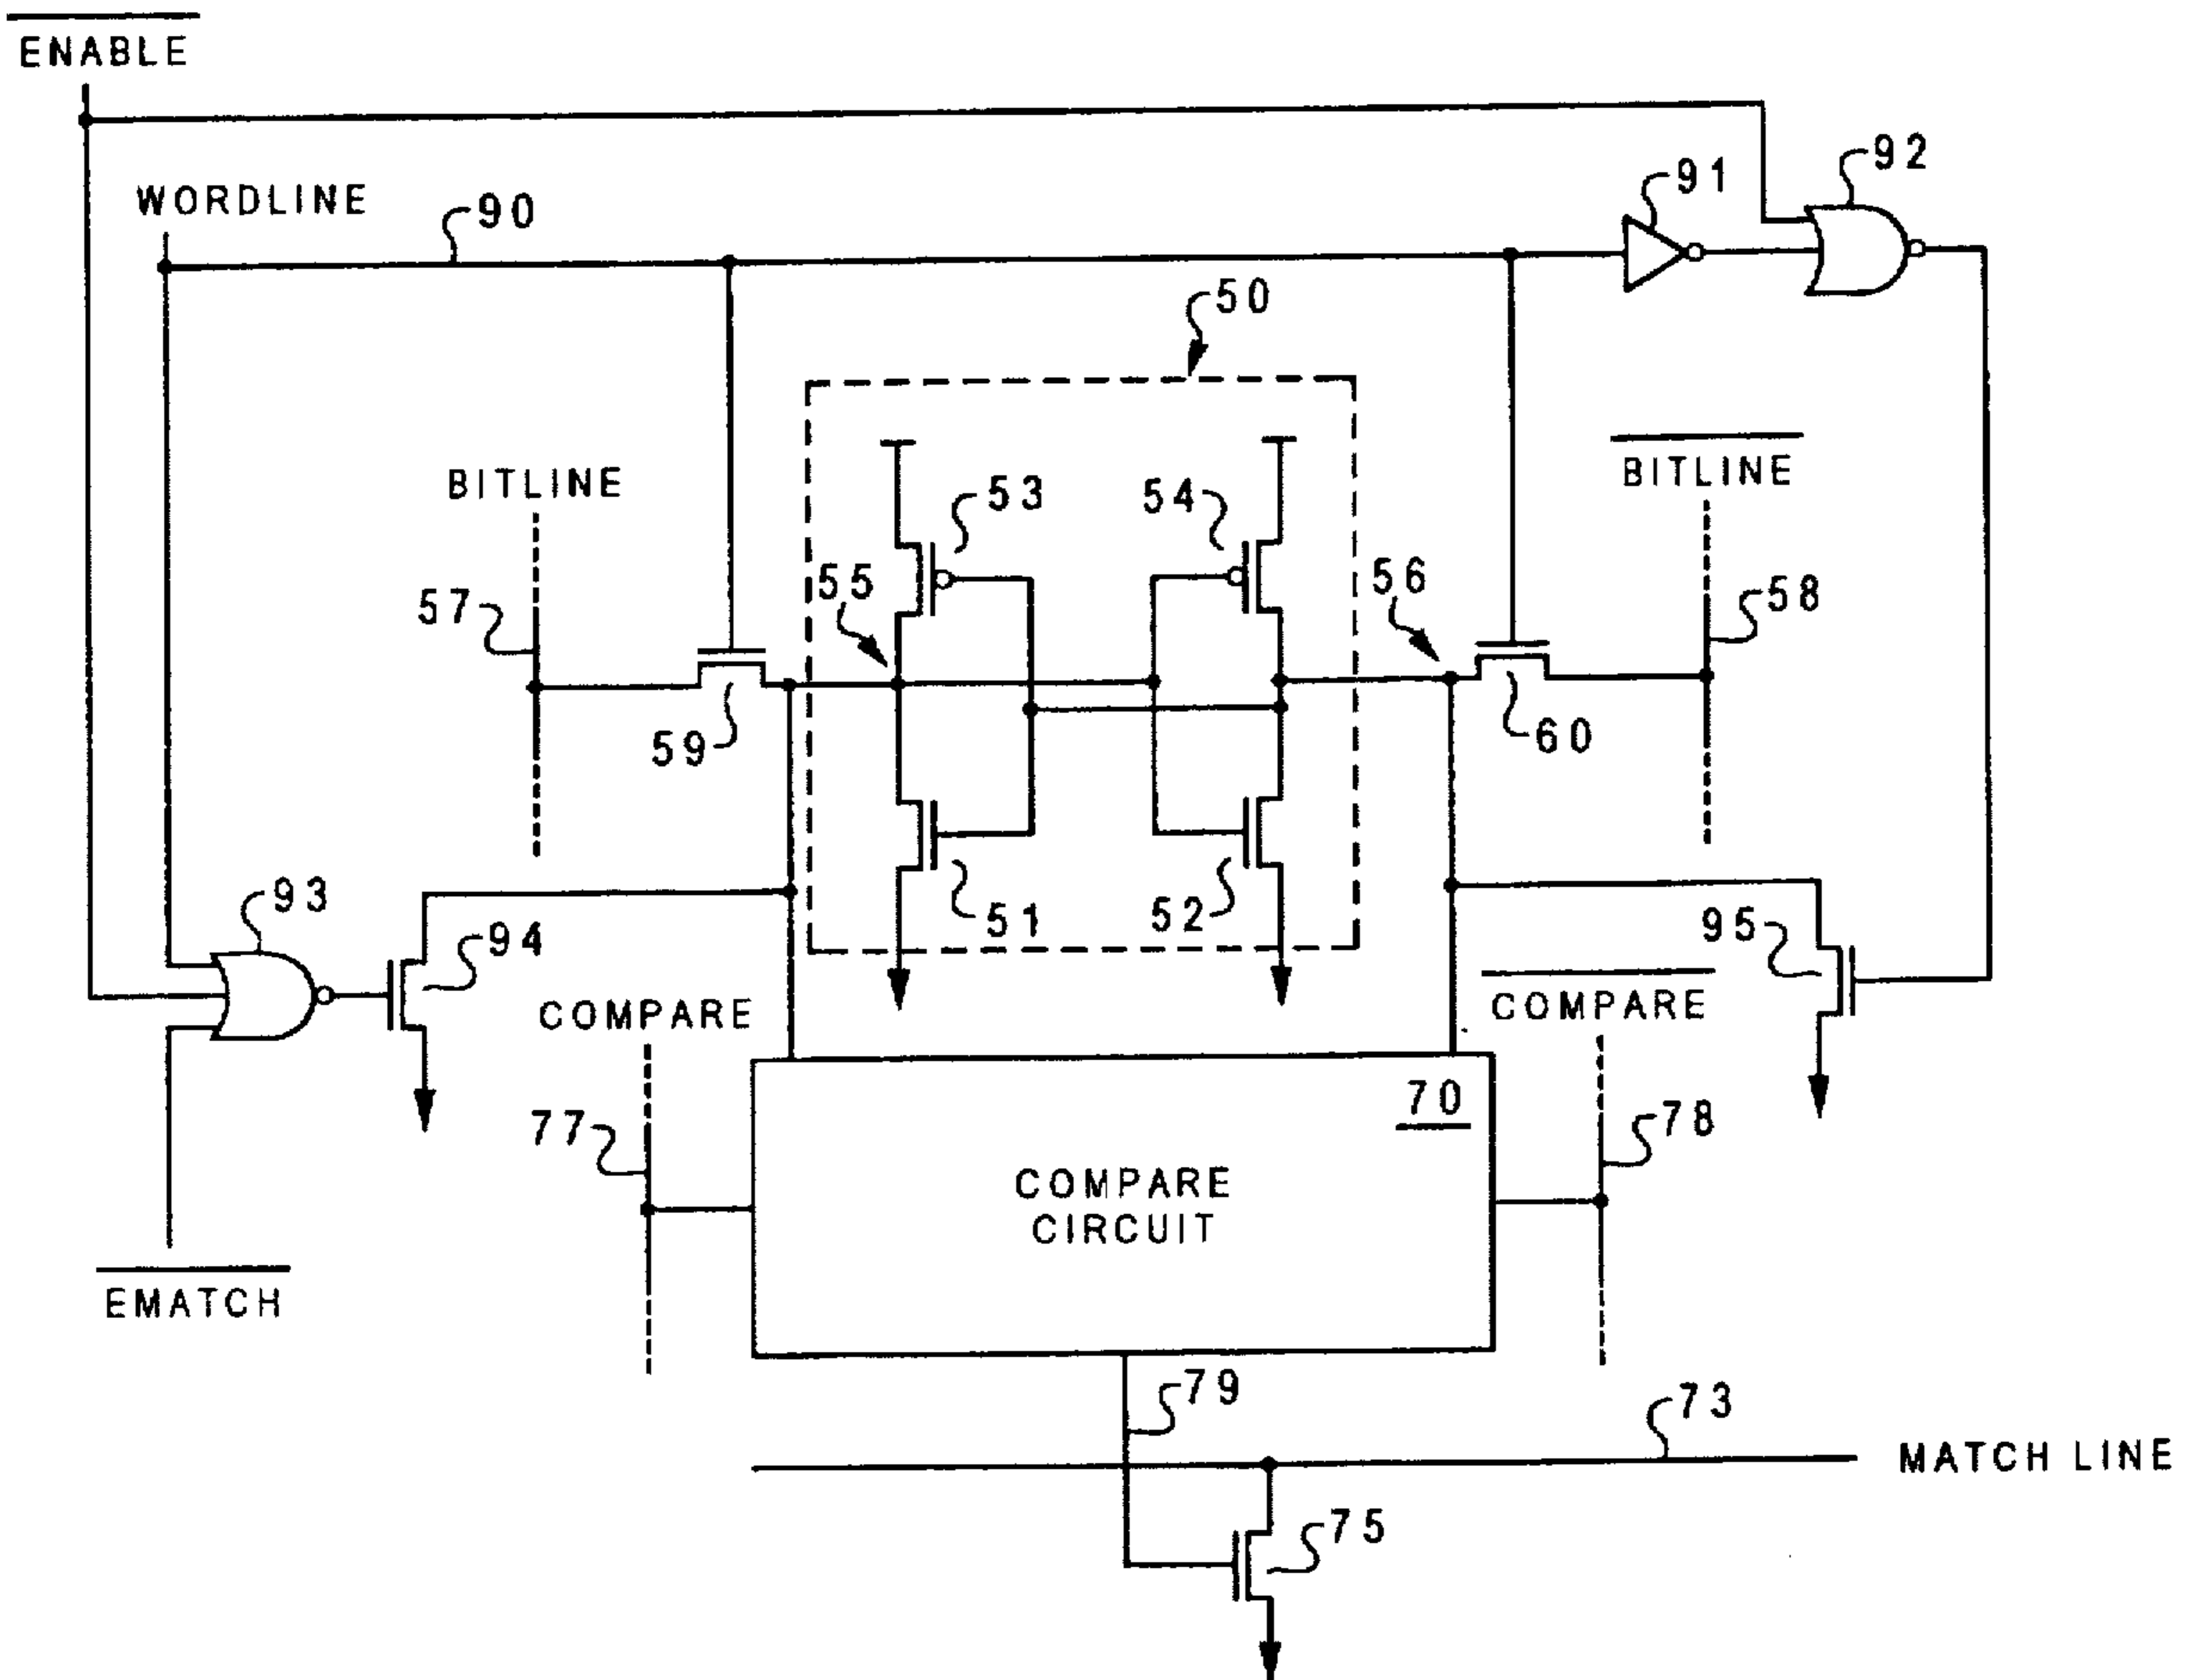 ENABLE
92
91
WORDLINE
90
50
BITLINE
BITLINE
53
54
55
56
57
58
59
60
93
51
52
95
94
COMPARE
COMPARE
70
77
78
COMPARE
CIRCUIT
EMATCH
79
73
MATCH LINE
75